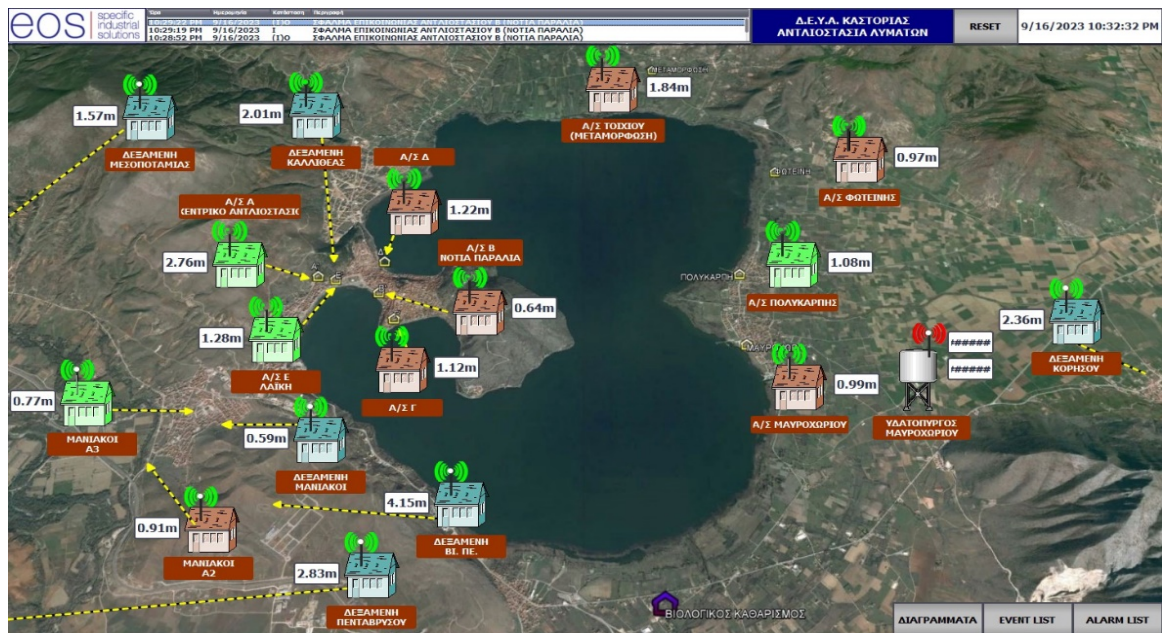 eos specific
industrial
solutions
Ώρα Ημερομηνία Κατάσταση Περιγραφή
10:29:22 PM 9/16/2023 (I)O ΣΦΑΛΜΑ ΕΠΙΚΟΙΝΩΝΙΑΣ ΑΝΤΛΙΟΣΤΑΣΙΟΥ Β (ΝΟΤΙΑ ΠΑΡΑΛΙΑ)
10:29:19 PM 9/16/2023 I ΣΦΑΛΜΑ ΕΠΙΚΟΙΝΩΝΙΑΣ ΑΝΤΛΙΟΣΤΑΣΙΟΥ Β (ΝΟΤΙΑ ΠΑΡΑΛΙΑ)
10:28:52 PM 9/16/2023 (I)O ΣΦΑΛΜΑ ΕΠΙΚΟΙΝΩΝΙΑΣ ΑΝΤΛΙΟΣΤΑΣΙΟΥ Β (ΝΟΤΙΑ ΠΑΡΑΛΙΑ)
Δ.Ε.Υ.Α. ΚΑΣΤΟΡΙΑΣ
ΑΝΤΛΙΟΣΤΑΣΙΑ ΛΥΜΑΤΩΝ
RESET
9/16/2023 10:32:32 PM
1.57m
ΔΕΞΑΜΕΝΗ
ΜΕΣΟΠΟΤΑΜΙΑΣ
2.01m
ΔΕΞΑΜΕΝΗ
ΚΑΛΛΙΘΕΑΣ
ΜΕΤΑΜΟΡΦΩΣΗ
1.84m
Α/Σ ΤΟΙΧΙΟΥ
(ΜΕΤΑΜΟΡΦΩΣΗ)
0.97m
Α/Σ ΦΩΤΕΙΝΗΣ
ΦΩΤΕΙΝΗ
Α/Σ Δ
1.22m
Α/Σ Α
ΚΕΝΤΡΙΚΟ ΑΝΤΛΙΟΣΤΑΣΙΟ
2.76m
Α/Σ Β
ΝΟΤΙΑ ΠΑΡΑΛΙΑ
0.64m
ΠΟΛΥΚΑΡΠΗ
1.08m
Α/Σ ΠΟΛΥΚΑΡΠΗΣ
2.36m
ΔΕΞΑΜΕΝΗ
ΚΟΡΗΣΟΥ
1.28m
Α/Σ Ε
ΛΑΪΚΗ
1.12m
Α/Σ Γ
0.99m
Α/Σ ΜΑΥΡΟΧΩΡΙΟΥ
######
######
ΥΔΑΤΟΠΥΡΓΟΣ
ΜΑΥΡΟΧΩΡΙΟΥ
0.77m
ΜΑΝΙΑΚΟΙ
Α3
0.59m
ΔΕΞΑΜΕΝΗ
ΜΑΝΙΑΚΟΙ
4.15m
ΔΕΞΑΜΕΝΗ
ΒΙ. ΠΕ.
0.91m
ΜΑΝΙΑΚΟΙ
Α2
2.83m
ΔΕΞΑΜΕΝΗ
ΠΕΝΤΑΒΡΥΣΟΥ
ΒΙΟΛΟΓΙΚΟΣ ΚΑΘΑΡΙΣΜΟΣ
ΔΙΑΓΡΑΜΜΑΤΑ
EVENT LIST
ALARM LIST